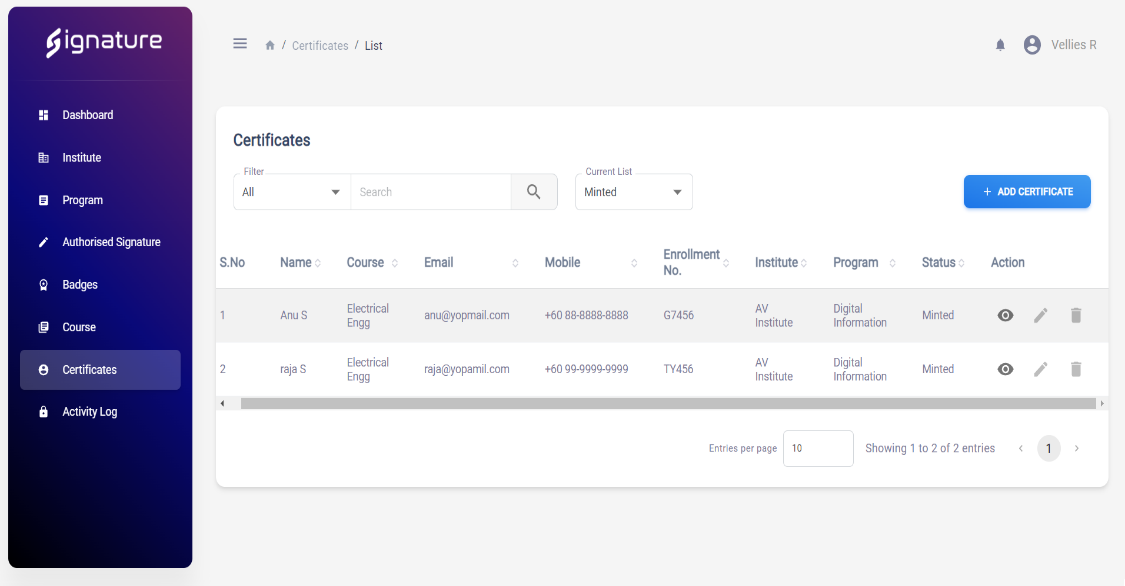 Signature
Dashboard
Institute
Program
Authorised Signature
Badges
Course
Certificates
Activity Log
/ Certificates / List
Vellies R
Certificates
Filter
All
Search
Current List
Minted
+ ADD CERTIFICATE
S.No Name Course Email Mobile Enrollment No. Institute Program Status Action
1 Anu S Electrical Engg anu@yopmail.com +60 88-8888-8888 G7456 AV Institute Digital Information Minted
2 raja S Electrical Engg raja@yopamil.com +60 99-9999-9999 TY456 AV Institute Digital Information Minted
Entries per page 10 Showing 1 to 2 of 2 entries ‹ 1 ›